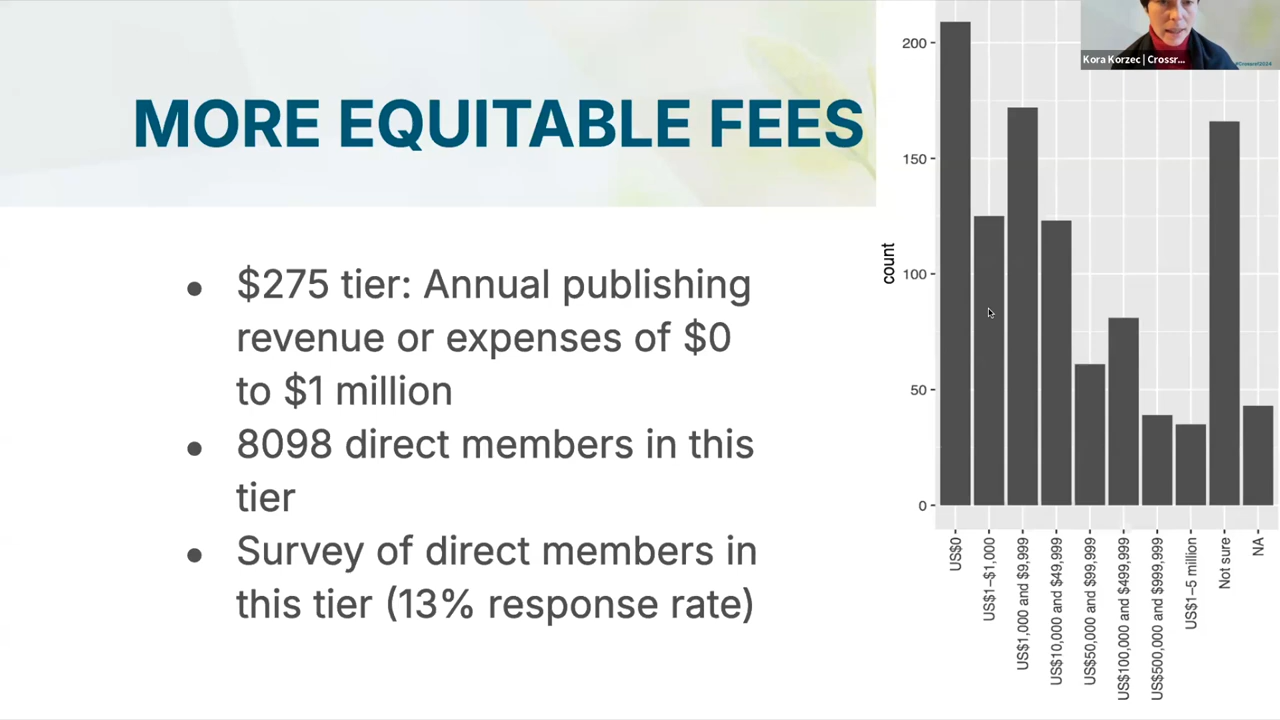 MORE EQUITABLE FEES
• $275 tier: Annual publishing
revenue or expenses of $0
to $1 million
• 8098 direct members in this
tier
• Survey of direct members in
this tier (13% response rate)
Kora Korzec | Crossr...
#Crossref2024
count
200
150
100
50
0
US$0
US$1–$1,000
US$1,000 and $9,999
US$10,000 and $49,999
US$50,000 and $99,999
US$100,000 and $499,999
US$500,000 and $999,999
US$1–5 million
Not sure
NA